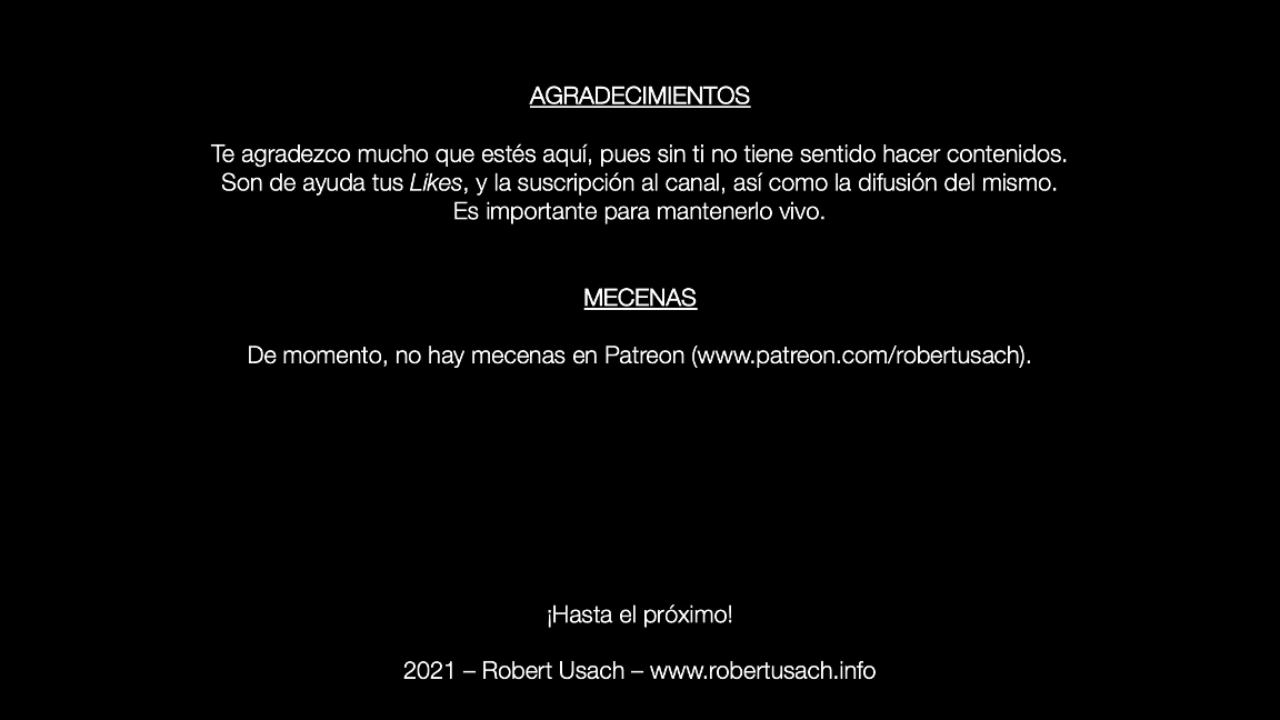 AGRADECIMIENTOS
Te agradezco mucho que estés aquí, pues sin ti no tiene sentido hacer contenidos.
Son de ayuda tus Likes, y la suscripción al canal, así como la difusión del mismo.
Es importante para mantenerlo vivo.
MECENAS
De momento, no hay mecenas en Patreon (www.patreon.com/robertusach).
¡Hasta el próximo!
2021 – Robert Usach – www.robertusach.info